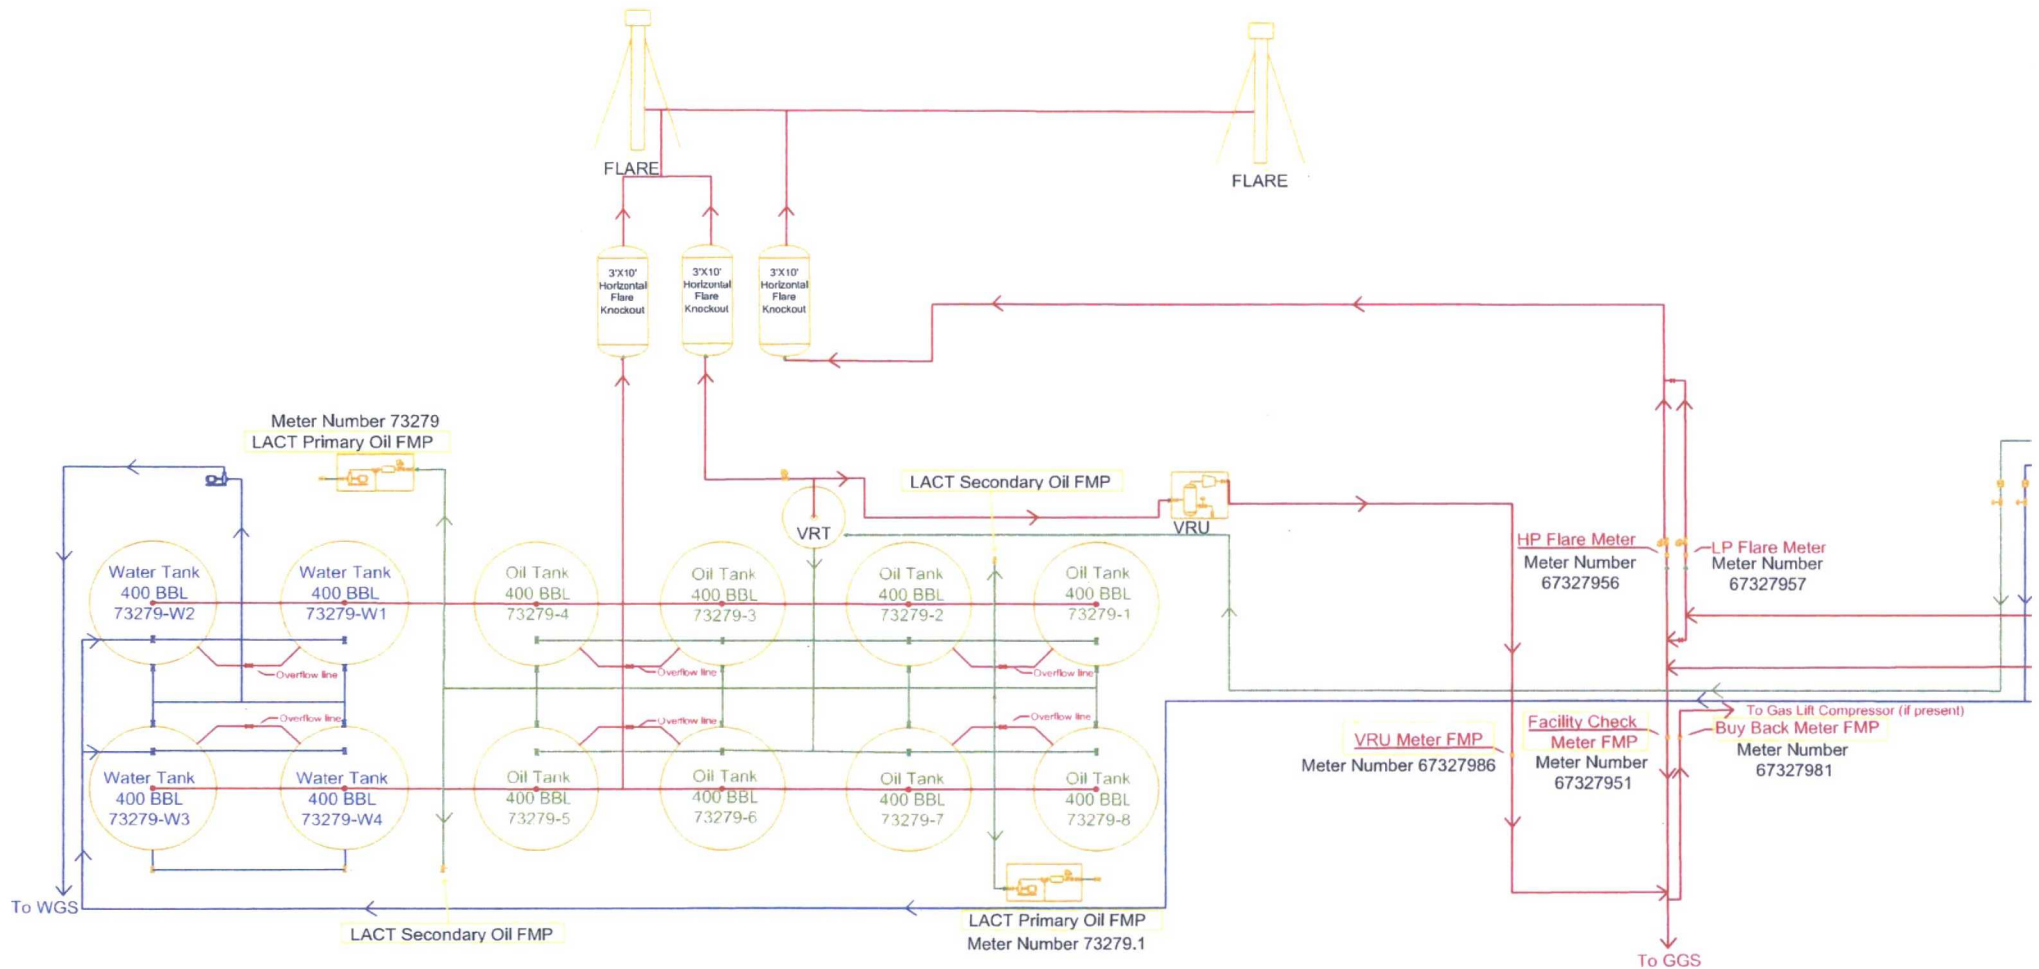 FLARE
FLARE
3'X10'
Horizontal
Flare
Knockout
3'X10'
Horizontal
Flare
Knockout
3'X10'
Horizontal
Flare
Knockout
Meter Number 73279
LACT Primary Oil FMP
LACT Secondary Oil FMP
VRT
VRU
HP Flare Meter
Meter Number
67327956
LP Flare Meter
Meter Number
67327957
Water Tank
400 BBL
73279-W2
Water Tank
400 BBL
73279-W1
Oil Tank
400 BBL
73279-4
Oil Tank
400 BBL
73279-3
Oil Tank
400 BBL
73279-2
Oil Tank
400 BBL
73279-1
Overflow line
Overflow line
Overflow line
Overflow line
Overflow line
Overflow line
To Gas Lift Compressor (if present)
Buy Back Meter FMP
Meter Number
67327981
Facility Check
Meter FMP
Meter Number
67327951
VRU Meter FMP
Meter Number 67327986
Water Tank
400 BBL
73279-W3
Water Tank
400 BBL
73279-W4
Oil Tank
400 BBL
73279-5
Oil Tank
400 BBL
73279-6
Oil Tank
400 BBL
73279-7
Oil Tank
400 BBL
73279-8
To WGS
LACT Secondary Oil FMP
LACT Primary Oil FMP
Meter Number 73279.1
To GGS